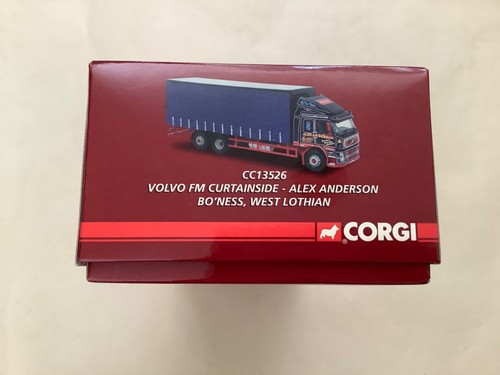 CC13526
VOLVO FM CURTAINSIDE - ALEX ANDERSON
BO'NESS, WEST LOTHIAN
CORGI